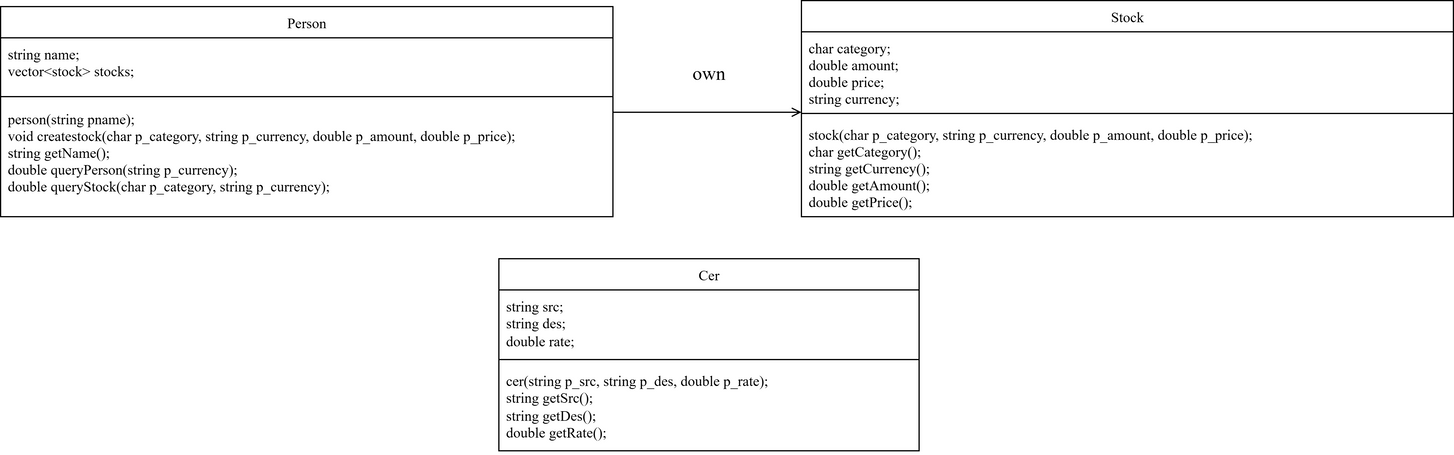 Person
string name;
vector<stock> stocks;
person(string pname);
void createstock(char p_category, string p_currency, double p_amount, double p_price);
string getName();
double queryPerson(string p_currency);
double queryStock(char p_category, string p_currency);
own
Stock
char category;
double amount;
double price;
string currency;
stock(char p_category, string p_currency, double p_amount, double p_price);
char getCategory();
string getCurrency();
double getAmount();
double getPrice();
Cer
string src;
string des;
double rate;
cer(string p_src, string p_des, double p_rate);
string getSrc();
string getDes();
double getRate();